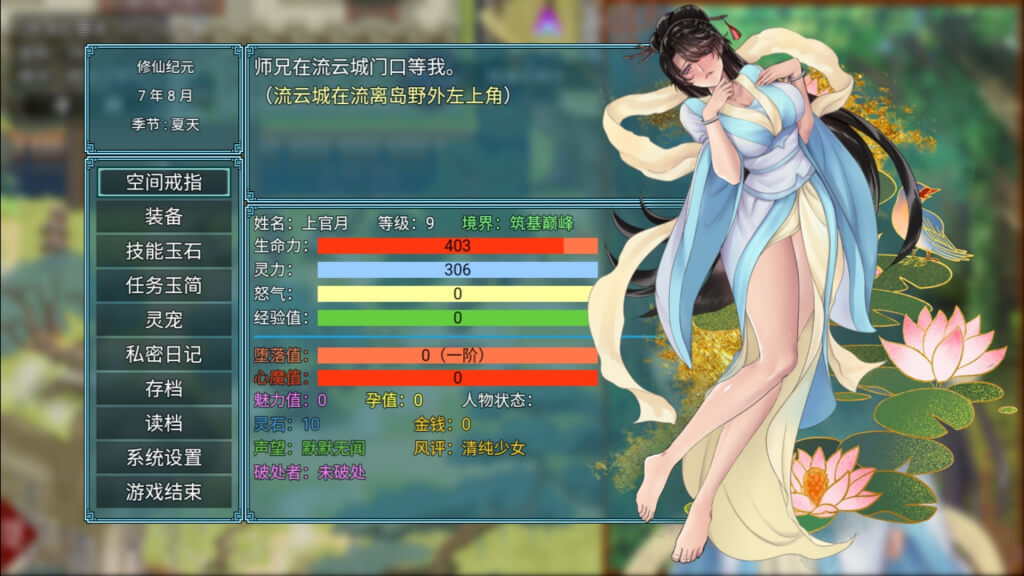 修仙纪元
7年8月
季节：夏天
空间戒指
装备
技能玉石
任务玉简
灵宠
私密日记
存档
读档
系统设置
游戏结束
师兄在流云城门口等我。
（流云城在流离岛野外左上角）
姓名：上官月 等级：9 境界：筑基巅峰
生命力： 403
灵力： 306
怒气： 0
经验值： 0
堕落值： 0（一阶）
心魔值： 0
魅力值：0 孕值：0 人物状态：
灵石：10 金钱：0
声望：默默无闻 风评：清纯少女
破处者：未破处